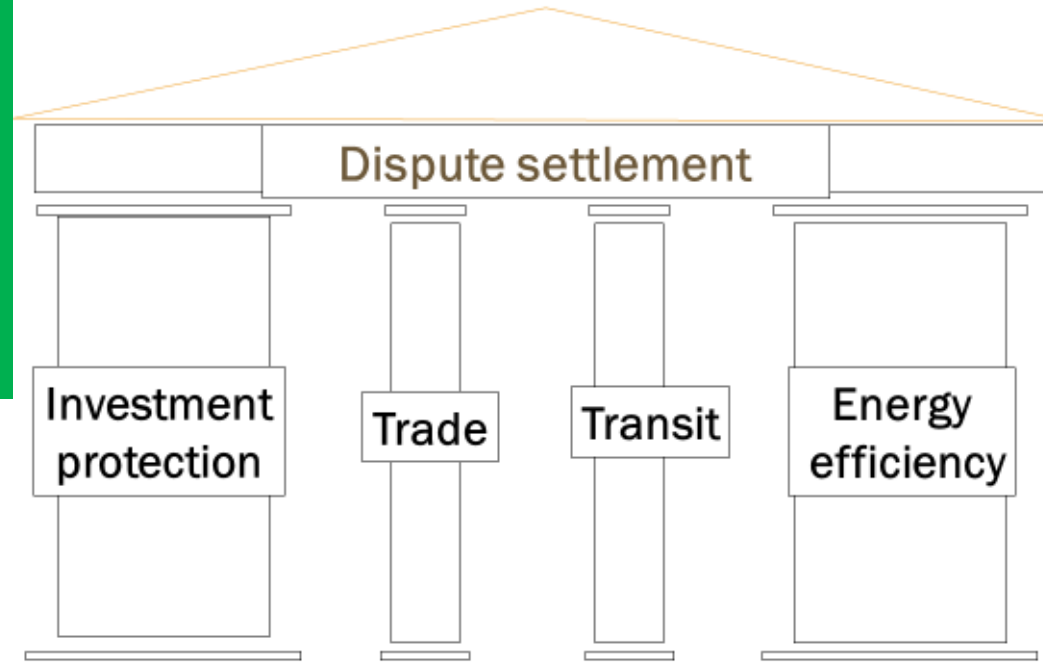 Dispute settlement
Investment
protection
Trade
Transit
Energy
efficiency